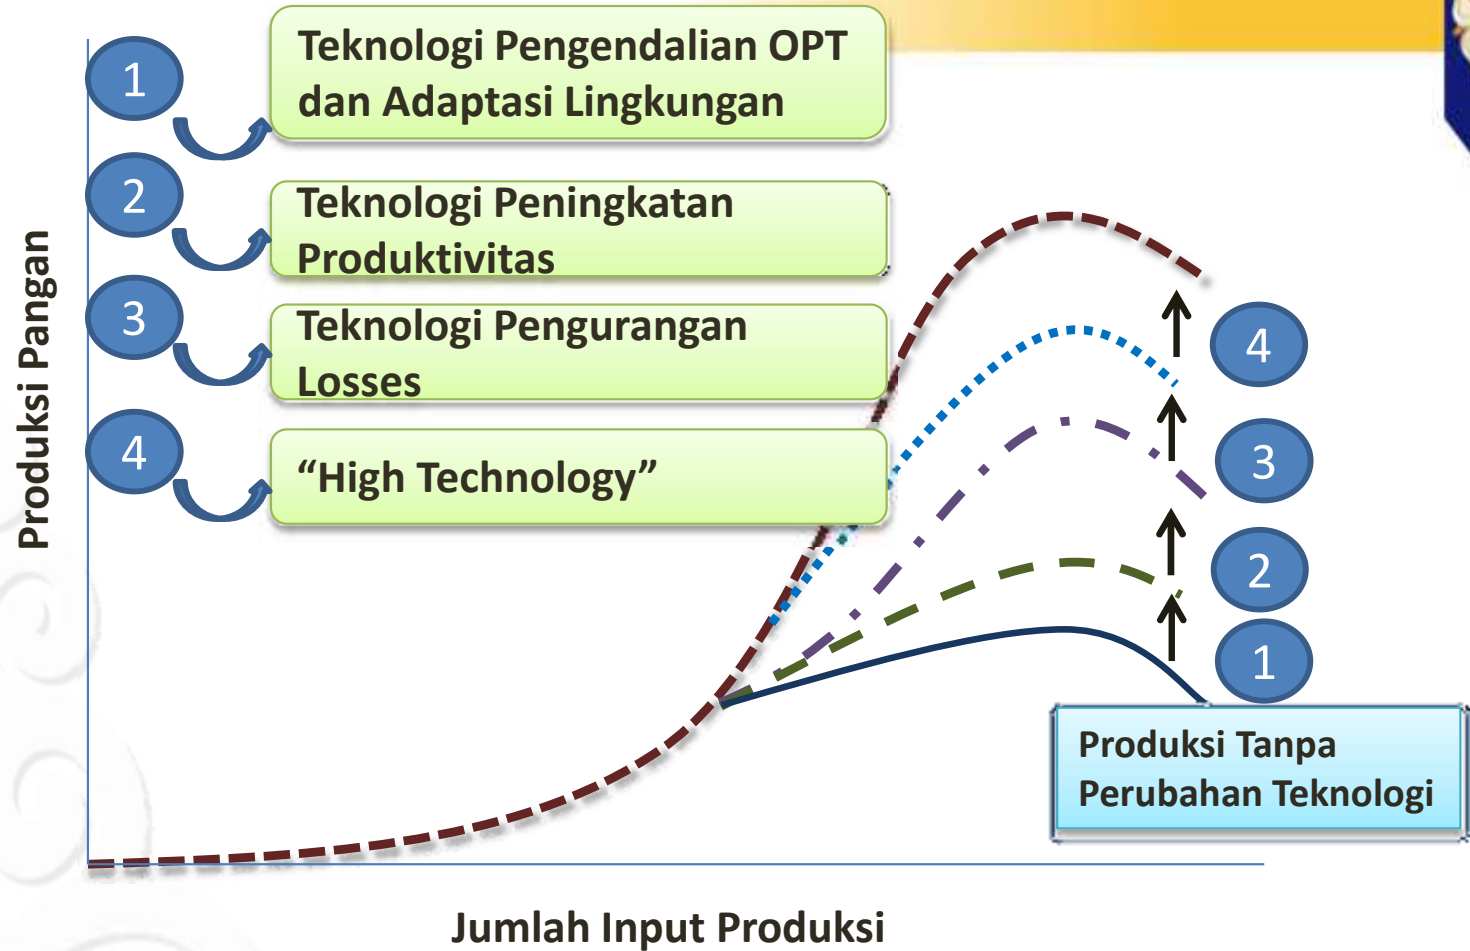 1
Teknologi Pengendalian OPT
dan Adaptasi Lingkungan
2
Teknologi Peningkatan
Produktivitas
3
Teknologi Pengurangan
Losses
4
“High Technology”
Produksi Pangan
4
3
2
1
Produksi Tanpa
Perubahan Teknologi
Jumlah Input Produksi